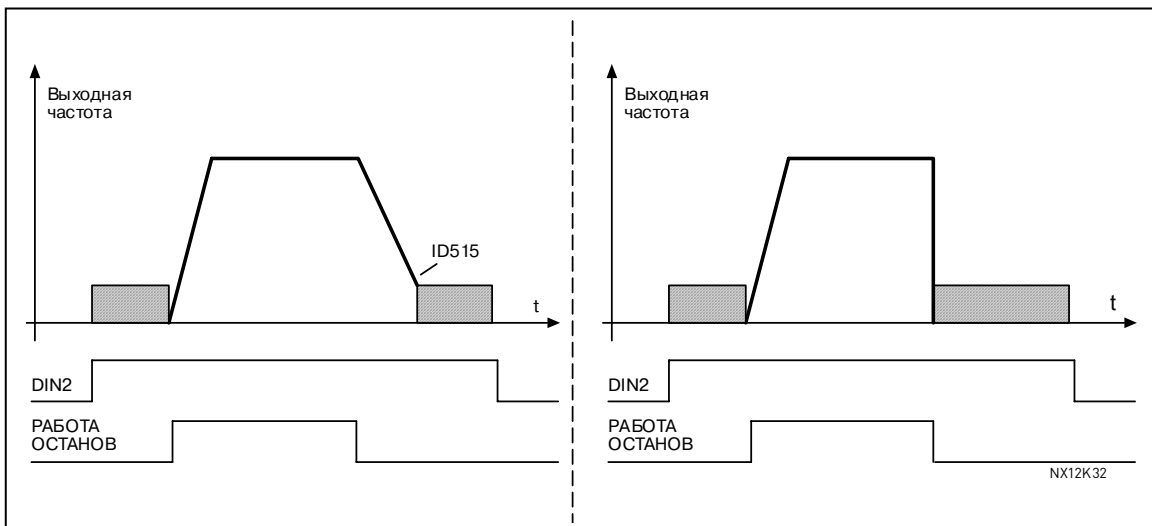 Выходная
частота
ID515
t
DIN2
РАБОТА
ОСТАНОВ
Выходная
частота
t
DIN2
РАБОТА
ОСТАНОВ
NX12K32